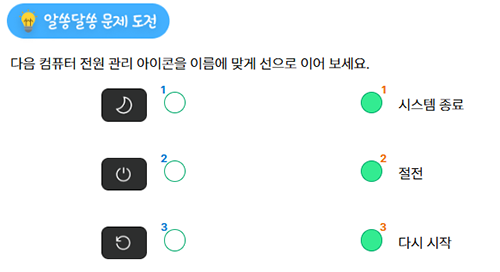 알쏭달쏭 문제 도전
다음 컴퓨터 전원 관리 아이콘을 이름에 맞게 선으로 이어 보세요.
1 1 시스템 종료
2 2 절전
3 3 다시 시작